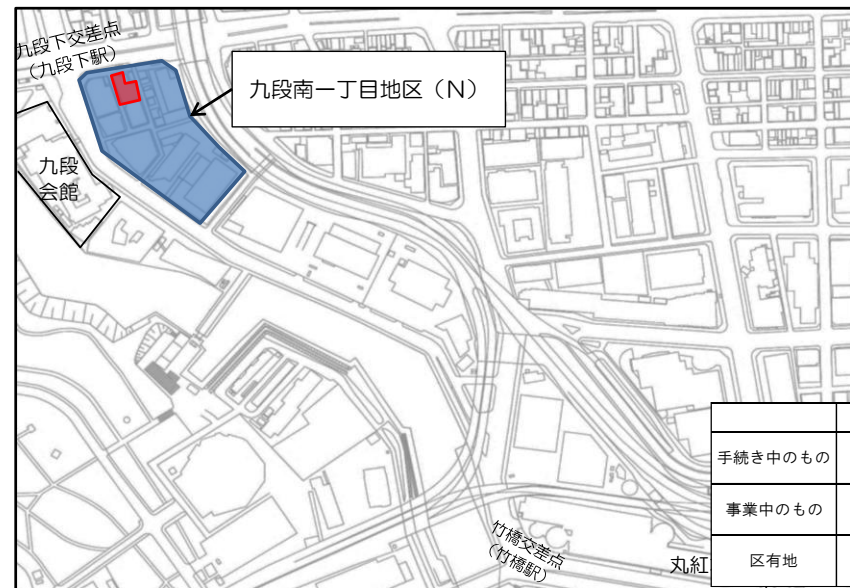 九段下交差点
(九段下駅)
九段南一丁目地区（N）
九段
会館
手続き中のもの
事業中のもの
区有地
竹橋交差点
(竹橋駅)
丸紅